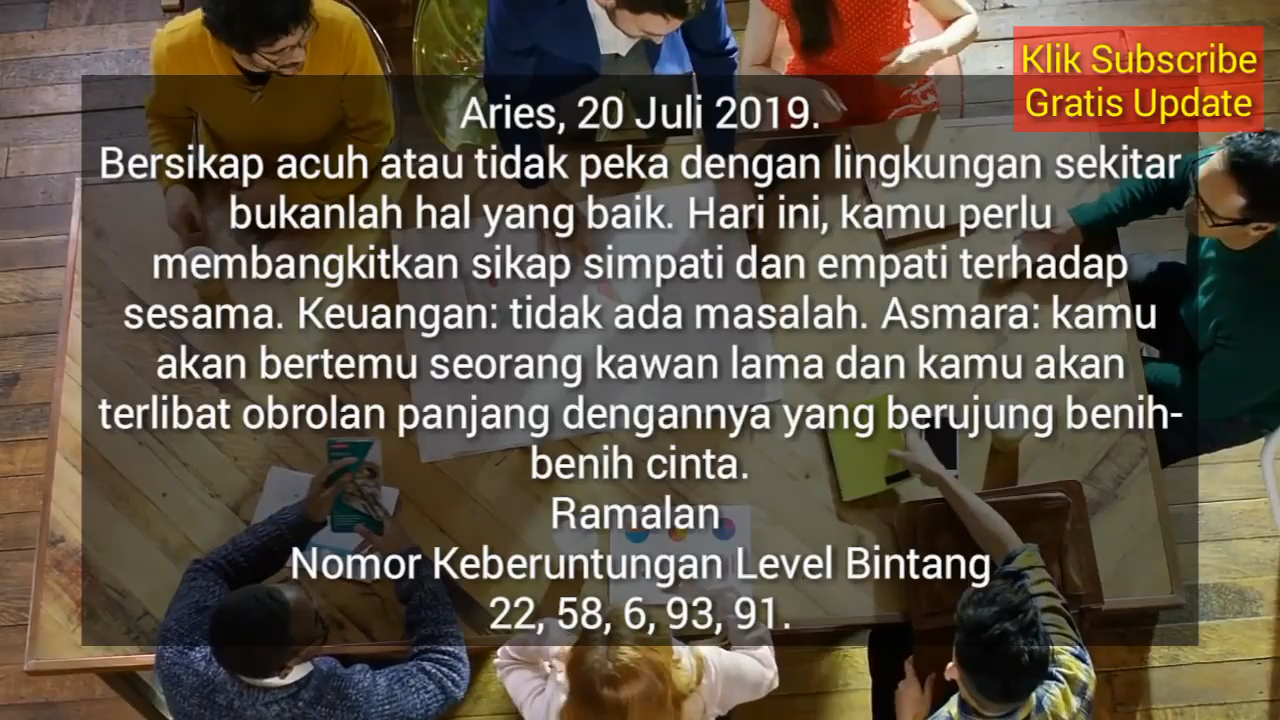 Klik Subscribe
Gratis Update
Aries, 20 Juli 2019.
Bersikap acuh atau tidak peka dengan lingkungan sekitar
bukanlah hal yang baik. Hari ini, kamu perlu
membangkitkan sikap simpati dan empati terhadap
sesama. Keuangan: tidak ada masalah. Asmara: kamu
akan bertemu seorang kawan lama dan kamu akan
terlibat obrolan panjang dengannya yang berujung benih-
benih cinta.
Ramalan
Nomor Keberuntungan Level Bintang
22, 58, 6, 93, 91.